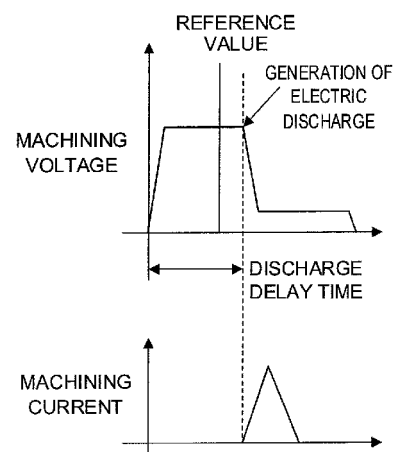 REFERENCE
VALUE
GENERATION OF
ELECTRIC
DISCHARGE
MACHINING
VOLTAGE
DISCHARGE
DELAY TIME
MACHINING
CURRENT